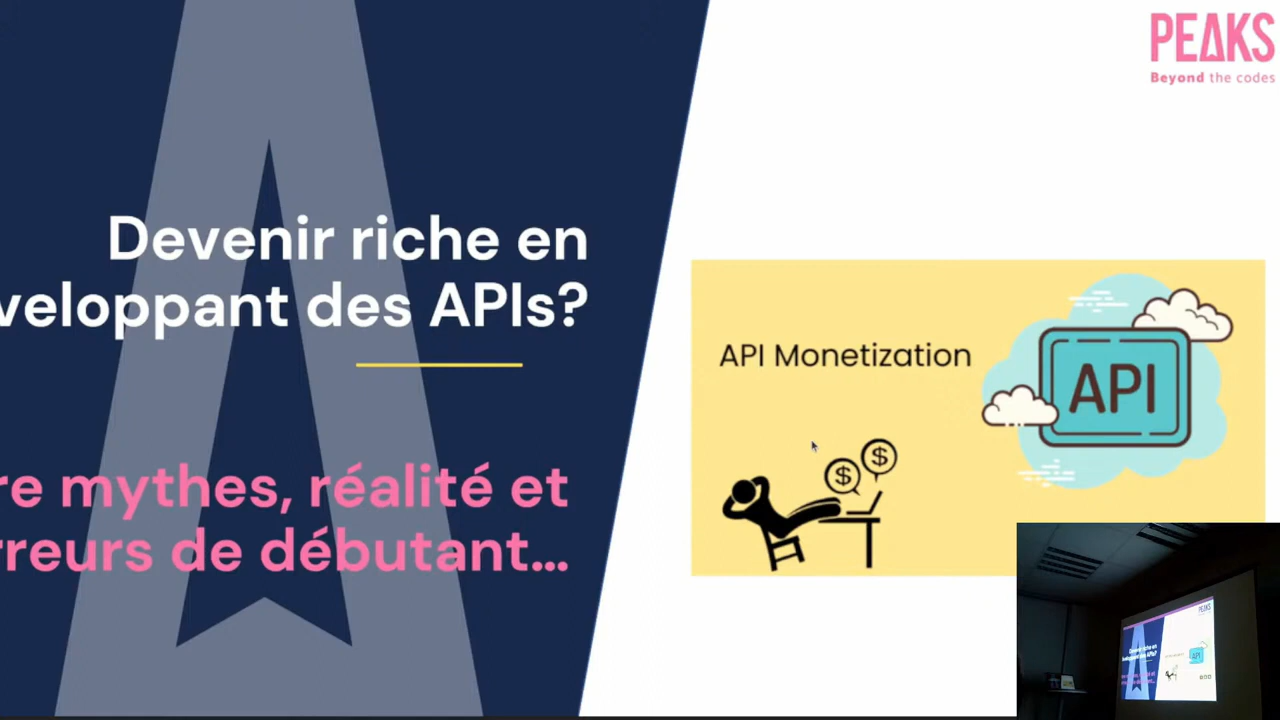 PEAKS
Beyond the codes
Devenir riche en
veloppant des APIs?
re mythes, réalité et
rreurs de débutant...
API Monetization
API
$
$